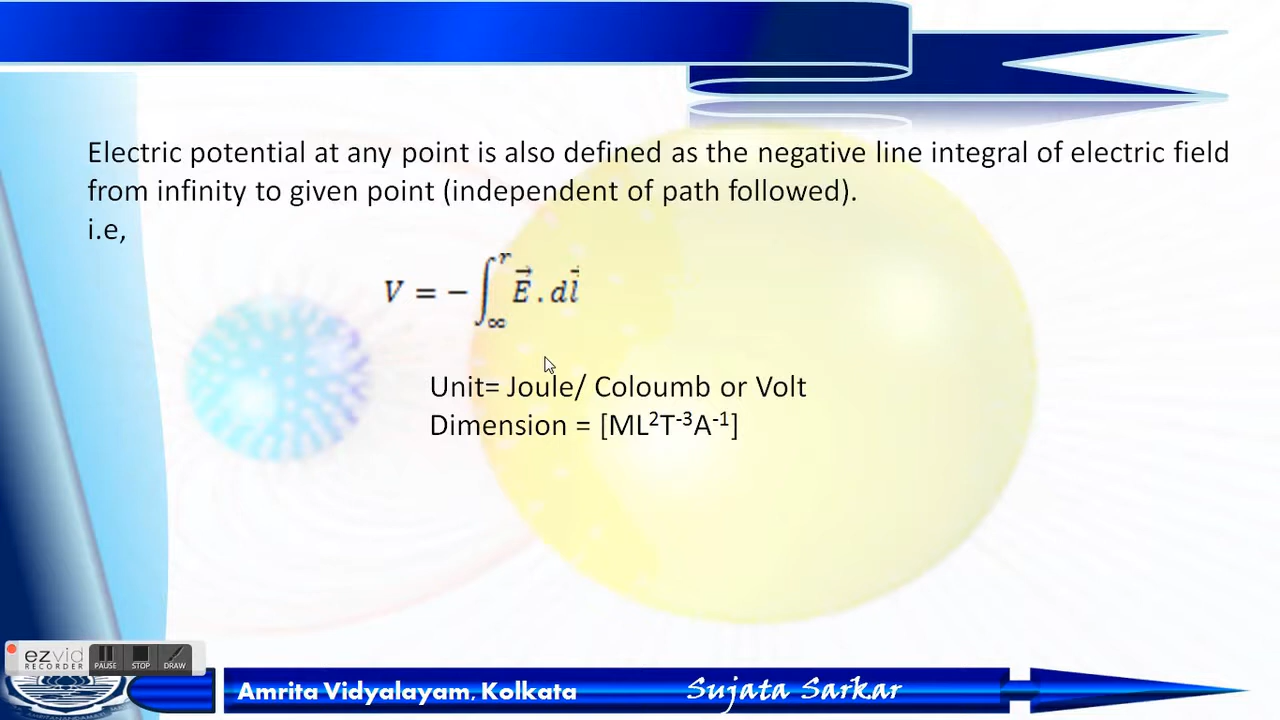 Electric potential at any point is also defined as the negative line integral of electric field
from infinity to given point (independent of path followed).
i.e,
V = −∫_∞^r E⃗ . dl⃗
Unit= Joule/ Coloumb or Volt
Dimension = [ML²T⁻³A⁻¹]
ezvid
RECORDER
PAUSE STOP DRAW
Amrita Vidyalayam, Kolkata Sujata Sarkar